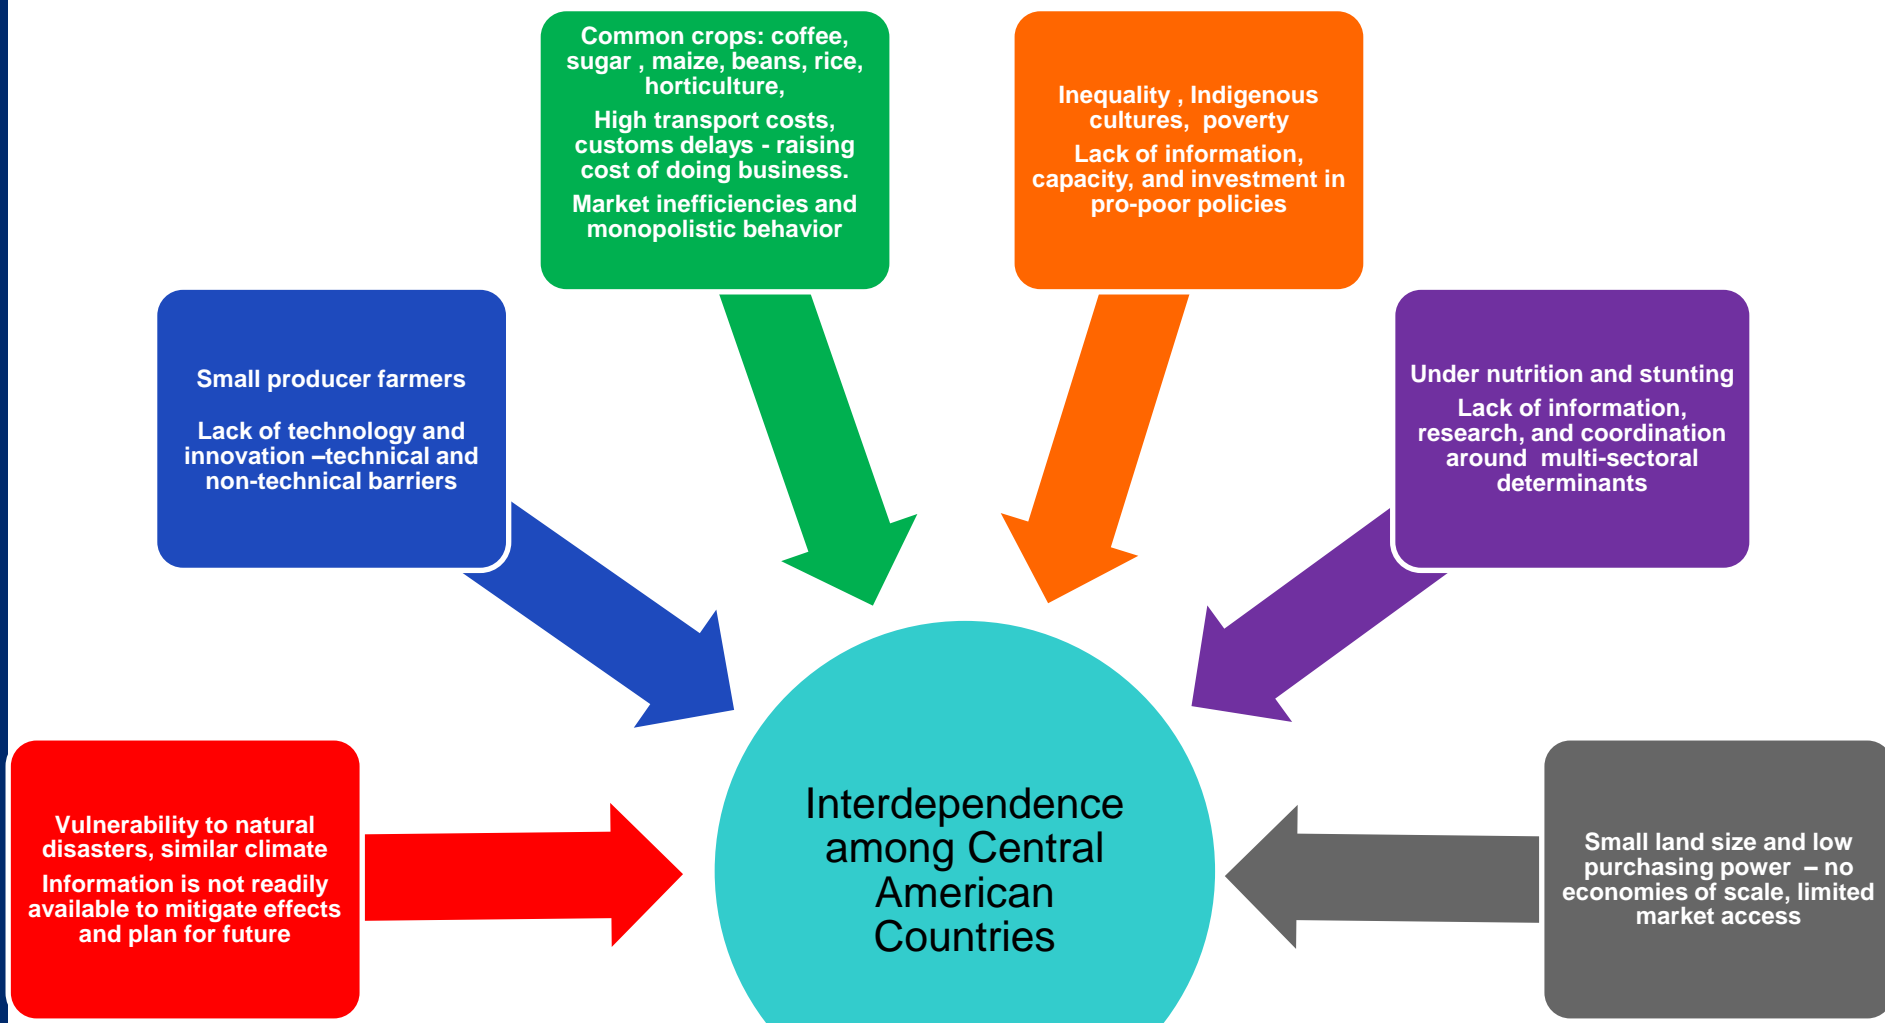 Common crops: coffee,
sugar , maize, beans, rice,
horticulture,
High transport costs,
customs delays - raising
cost of doing business.
Market inefficiencies and
monopolistic behavior
Inequality , Indigenous
cultures, poverty
Lack of information,
capacity, and investment in
pro-poor policies
Small producer farmers
Lack of technology and
innovation –technical and
non-technical barriers
Under nutrition and stunting
Lack of information,
research, and coordination
around multi-sectoral
determinants
Vulnerability to natural
disasters, similar climate
Information is not readily
available to mitigate effects
and plan for future
Interdependence
among Central
American
Countries
Small land size and low
purchasing power – no
economies of scale, limited
market access